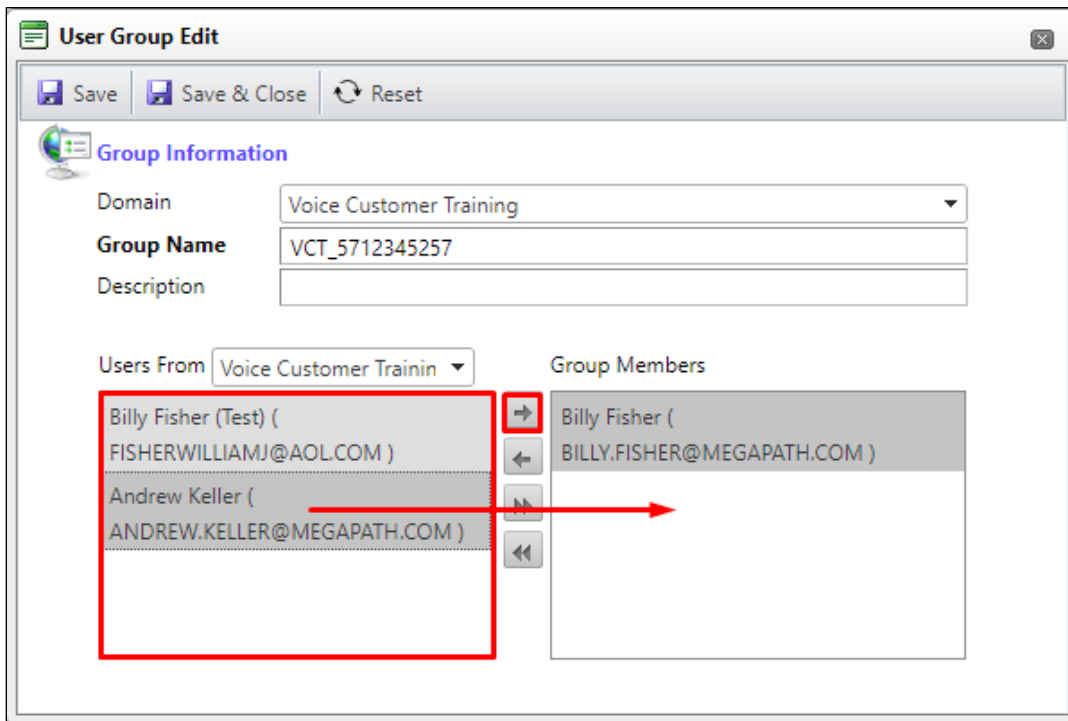 User Group Edit
Save Save & Close Reset
Group Information
Domain Voice Customer Training
Group Name VCT_5712345257
Description
Users From Voice Customer Trainin Group Members
Billy Fisher (Test) (
FISHERWILLIAMJ@AOL.COM )
Andrew Keller (
ANDREW.KELLER@MEGAPATH.COM )
Billy Fisher (
BILLY.FISHER@MEGAPATH.COM )